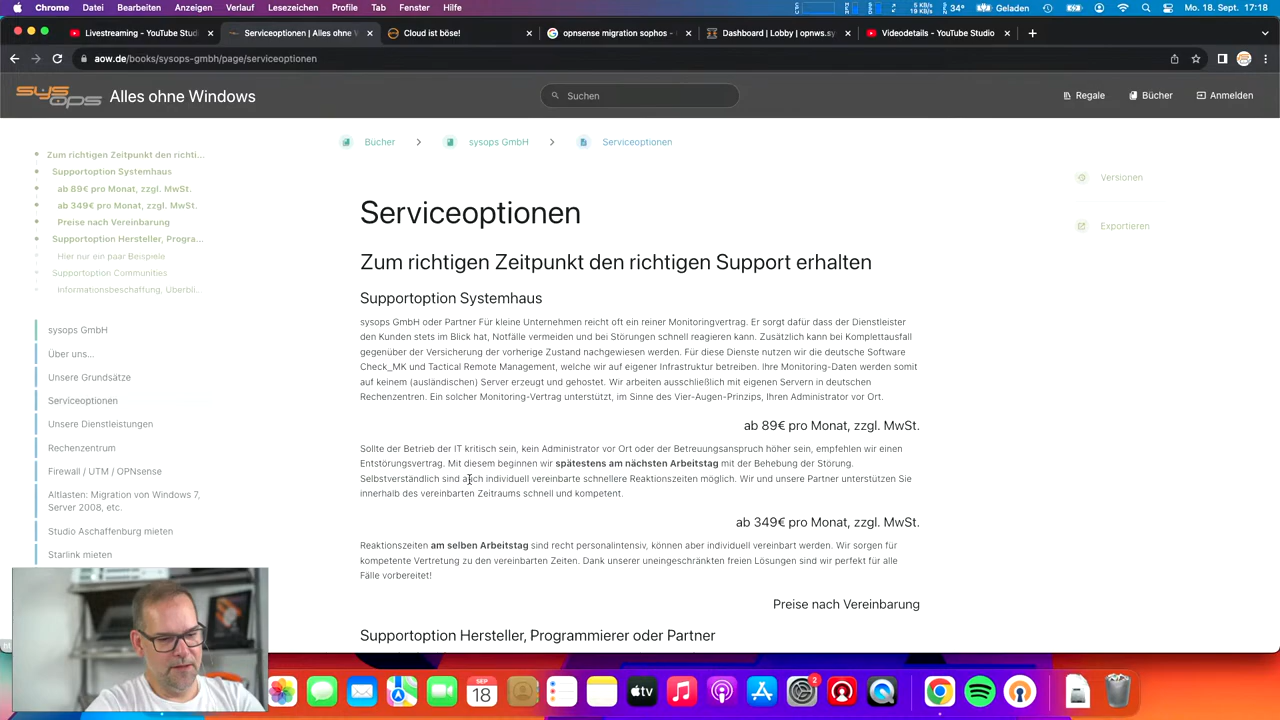 Chrome Datei Bearbeiten Anzeigen Verlauf Lesezeichen Profile Tab Fenster Hilfe 34° Geladen Mo. 18. Sept. 17:18
Livestreaming - YouTube Studi Serviceoptionen | Alles ohne W Cloud ist böse! opnsense migration sophos - Dashboard | Lobby | opnws.sy Videodetails - YouTube Studio
aow.de/books/sysops-gmbh/page/serviceoptionen
sysops Alles ohne Windows Suchen Regale Bücher Anmelden
Bücher sysops GmbH Serviceoptionen
Zum richtigen Zeitpunkt den richti...
Supportoption Systemhaus
ab 89€ pro Monat, zzgl. MwSt.
ab 349€ pro Monat, zzgl. MwSt.
Preise nach Vereinbarung
Supportoption Hersteller, Progra...
Hier nur ein paar Beispiele
Supportoption Communities
Informationsbeschaffung, Überbli...
sysops GmbH
Über uns...
Unsere Grundsätze
Serviceoptionen
Unsere Dienstleistungen
Rechenzentrum
Firewall / UTM / OPNsense
Altlasten: Migration von Windows 7,
Server 2008, etc.
Studio Aschaffenburg mieten
Starlink mieten
Versionen
Exportieren
Serviceoptionen
Zum richtigen Zeitpunkt den richtigen Support erhalten
Supportoption Systemhaus
sysops GmbH oder Partner Für kleine Unternehmen reicht oft ein reiner Monitoringvertrag. Er sorgt dafür dass der Dienstleister
den Kunden stets im Blick hat, Notfälle vermeiden und bei Störungen schnell reagieren kann. Zusätzlich kann bei Komplettausfall
gegenüber der Versicherung der vorherige Zustand nachgewiesen werden. Für diese Dienste nutzen wir die deutsche Software
Check_MK und Tactical Remote Management, welche wir auf eigener Infrastruktur betreiben. Ihre Monitoring-Daten werden somit
auf keinem (ausländischen) Server erzeugt und gehostet. Wir arbeiten ausschließlich mit eigenen Servern in deutschen
Rechenzentren. Ein solcher Monitoring-Vertrag unterstützt, im Sinne des Vier-Augen-Prinzips, Ihren Administrator vor Ort.
ab 89€ pro Monat, zzgl. MwSt.
Sollte der Betrieb der IT kritisch sein, kein Administrator vor Ort oder der Betreuungsanspruch höher sein, empfehlen wir einen
Entstörungsvertrag. Mit diesem beginnen wir spätestens am nächsten Arbeitstag mit der Behebung der Störung.
Selbstverständlich sind auch individuell vereinbarte schnellere Reaktionszeiten möglich. Wir und unsere Partner unterstützen Sie
innerhalb des vereinbarten Zeitraums schnell und kompetent.
ab 349€ pro Monat, zzgl. MwSt.
Reaktionszeiten am selben Arbeitstag sind recht personalintensiv, können aber individuell vereinbart werden. Wir sorgen für
kompetente Vertretung zu den vereinbarten Zeiten. Dank unserer uneingeschränkten freien Lösungen sind wir perfekt für alle
Fälle vorbereitet!
Preise nach Vereinbarung
Supportoption Hersteller, Programmierer oder Partner
SEP
18
tv
2